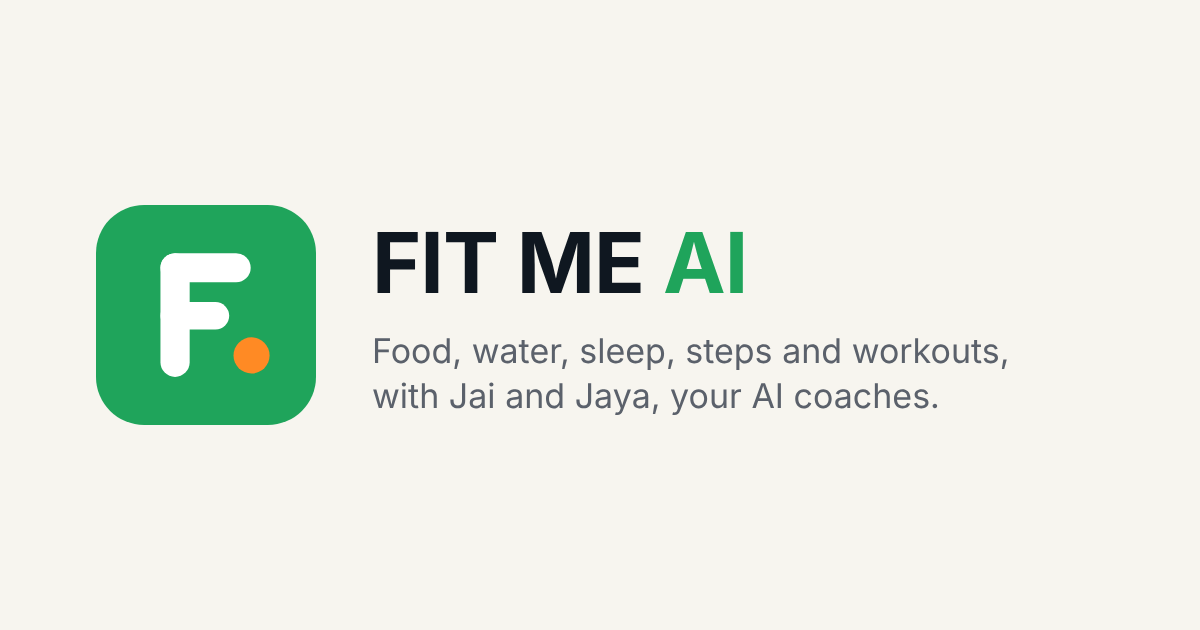 F.
FIT ME AI
Food, water, sleep, steps and workouts,
with Jai and Jaya, your AI coaches.